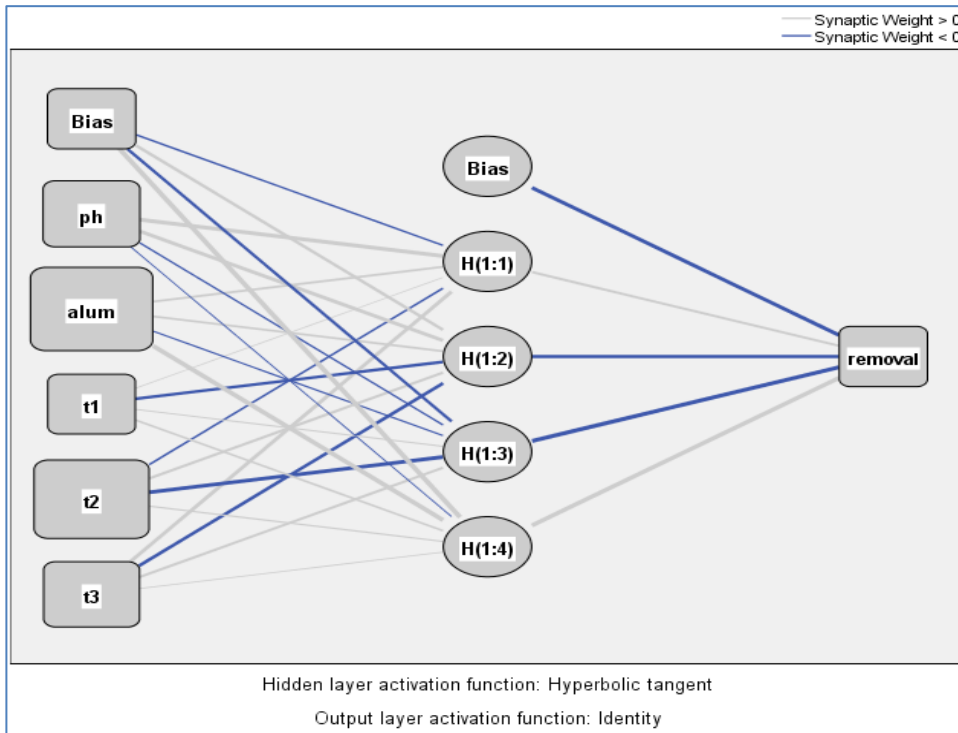 Synaptic Weight > 0
Synaptic Weight < 0
Bias
ph
alum
t1
t2
t3
Bias
H(1:1)
H(1:2)
H(1:3)
H(1:4)
removal
Hidden layer activation function: Hyperbolic tangent
Output layer activation function: Identity